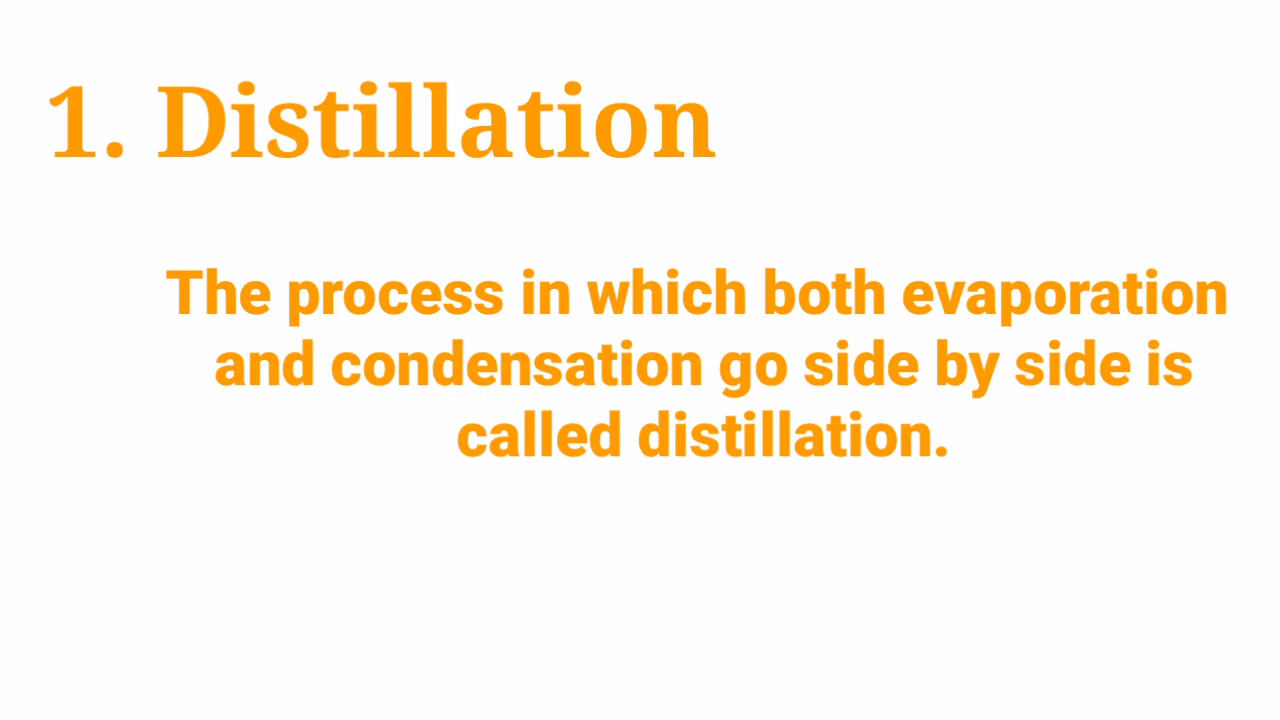 1. Distillation
The process in which both evaporation
and condensation go side by side is
called distillation.